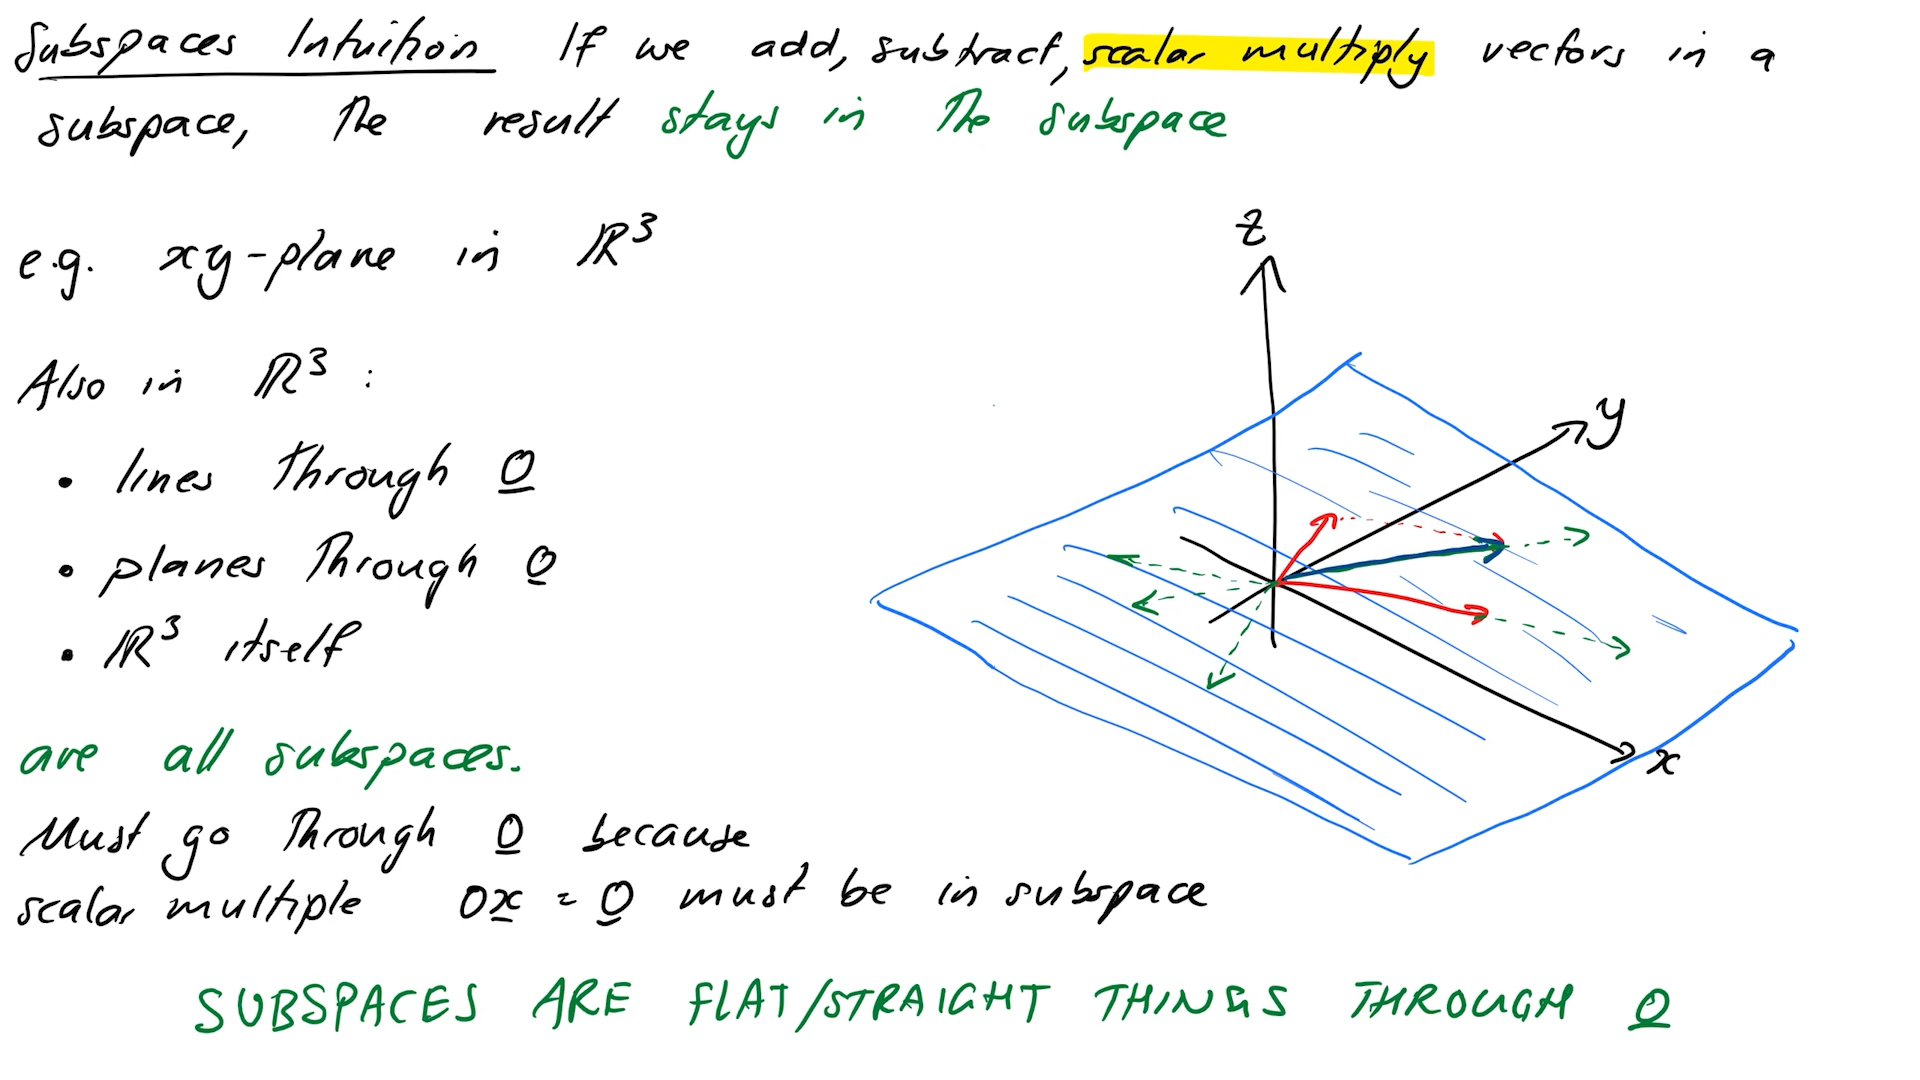 Subspaces Intuition If we add, subtract, scalar multiply vectors in a
subspace, the result stays in the subspace
e.g. xy-plane in ℝ³
Also in ℝ³ :
• lines through 0
• planes through 0
• ℝ³ itself
are all subspaces.
Must go through 0 because
scalar multiple 0x = 0 must be in subspace
SUBSPACES ARE FLAT/STRAIGHT THINGS THROUGH 0
z
y
x